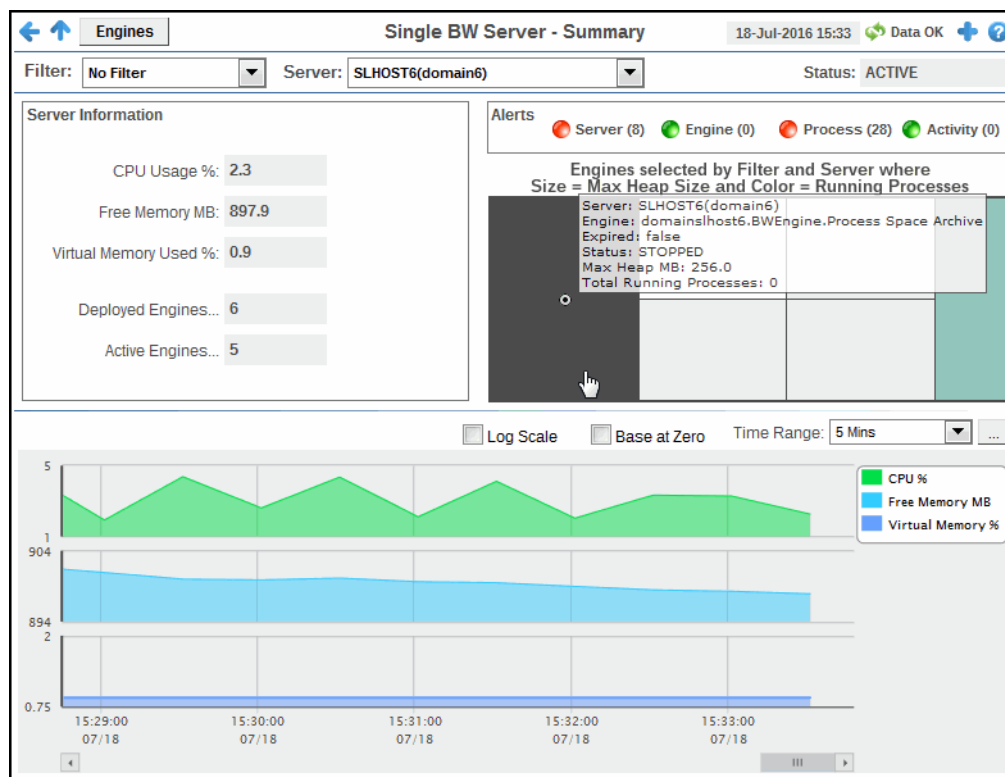 Engines
Single BW Server - Summary
18-Jul-2016 15:33
Data OK
?
Filter:
No Filter
Server:
SLHOST6(domain6)
Status:
ACTIVE
Server Information
CPU Usage %: 2.3
Free Memory MB: 897.9
Virtual Memory Used %: 0.9
Deployed Engines... 6
Active Engines... 5
Alerts
Server (8)
Engine (0)
Process (28)
Activity (0)
Engines selected by Filter and Server where
Size = Max Heap Size and Color = Running Processes
Server: SLHOST6(domain6)
Engine: domainslhost6.BWEngine.Process Space Archive
Expired: false
Status: STOPPED
Max Heap MB: 256.0
Total Running Processes: 0
Log Scale
Base at Zero
Time Range:
5 Mins
...
5
1
904
894
2
0.75
CPU %
Free Memory MB
Virtual Memory %
15:29:00 15:30:00 15:31:00 15:32:00 15:33:00
07/18 07/18 07/18 07/18 07/18